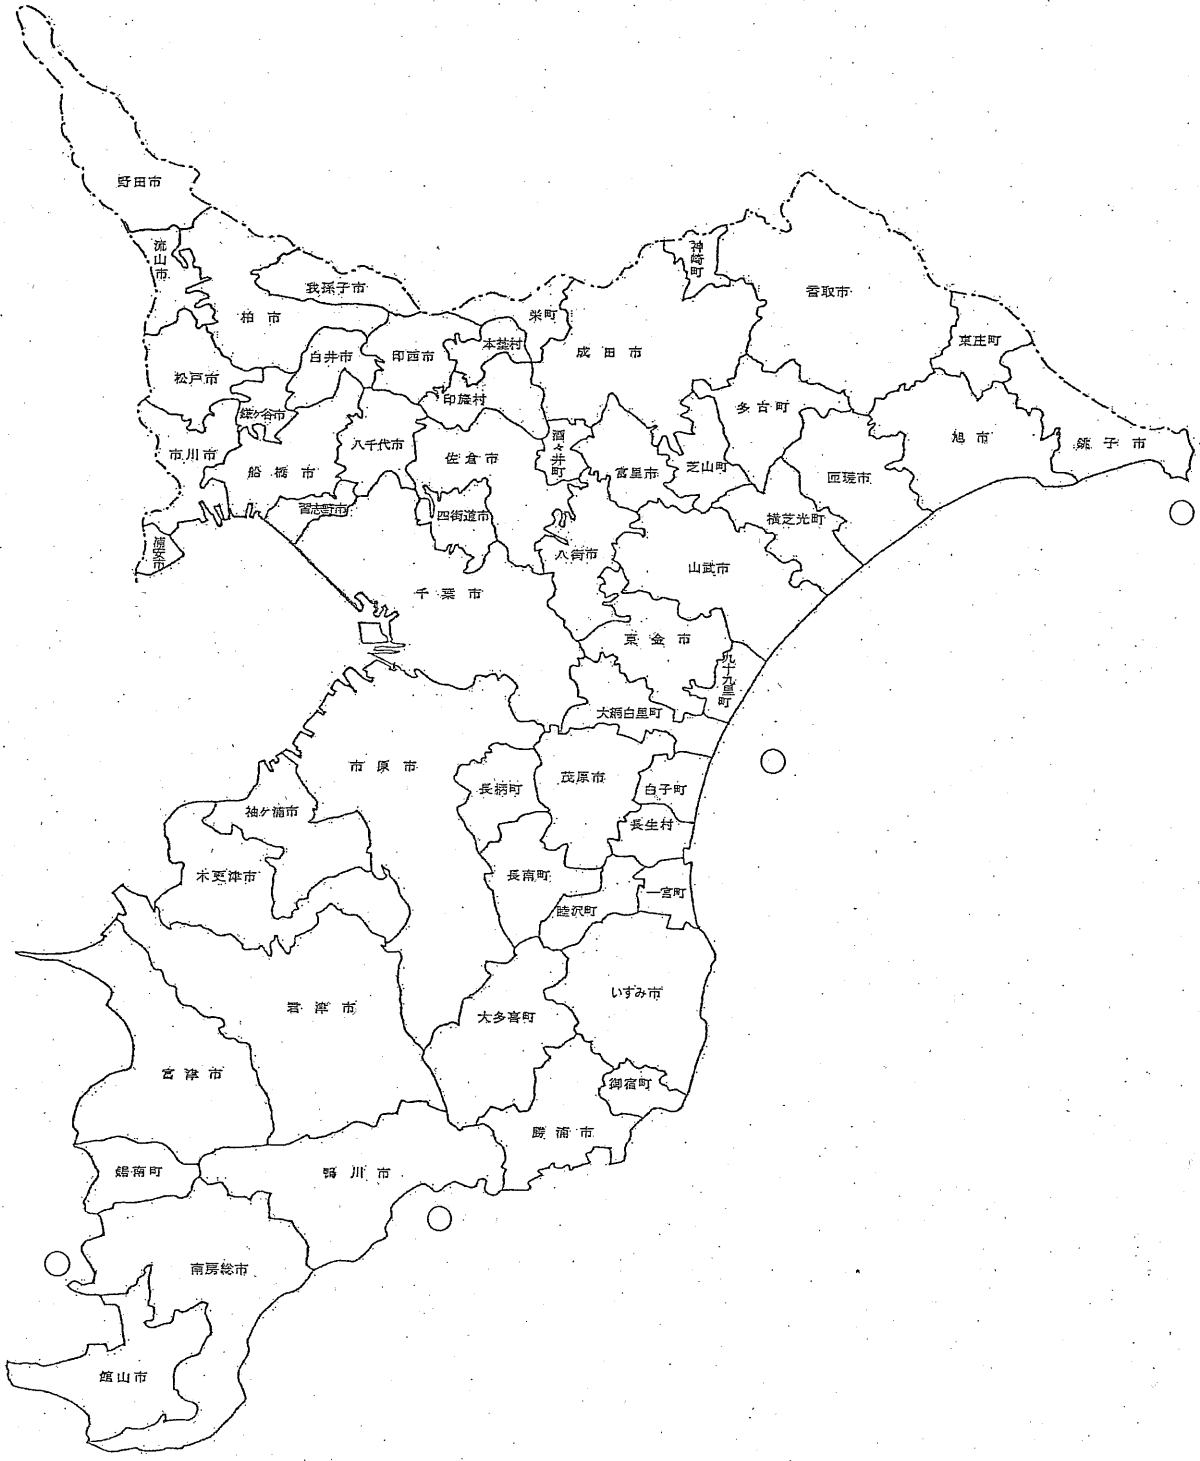 野田市
流山市
我孫子市
柏市
神崎町
香取市
栄町
本埜村
成田市
東庄町
白井市
印西市
松戸市
印旛村
鎌ケ谷市
多古町
旭市
銚子市
市川市
船橋市
八千代市
佐倉市
酒々井町
富里市
芝山町
匝瑳市
習志野市
四街道市
横芝光町
浦安市
八街市
山武市
千葉市
東金市
九十九里町
大網白里町
市原市
長柄町
茂原市
白子町
袖ケ浦市
長生村
木更津市
長南町
一宮町
睦沢町
君津市
いすみ市
大多喜町
富津市
御宿町
勝浦市
鋸南町
鴨川市
南房総市
館山市